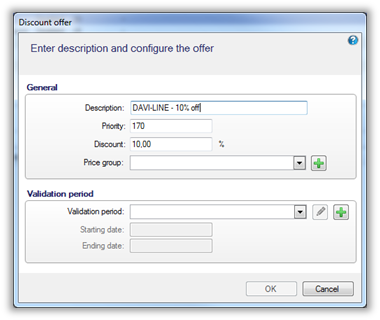 Discount offer
Enter description and configure the offer
General
Description: DAVI-LINE - 10% off
Priority: 170
Discount: 10,00 %
Price group:
Validation period
Validation period:
Starting date:
Ending date:
OK Cancel